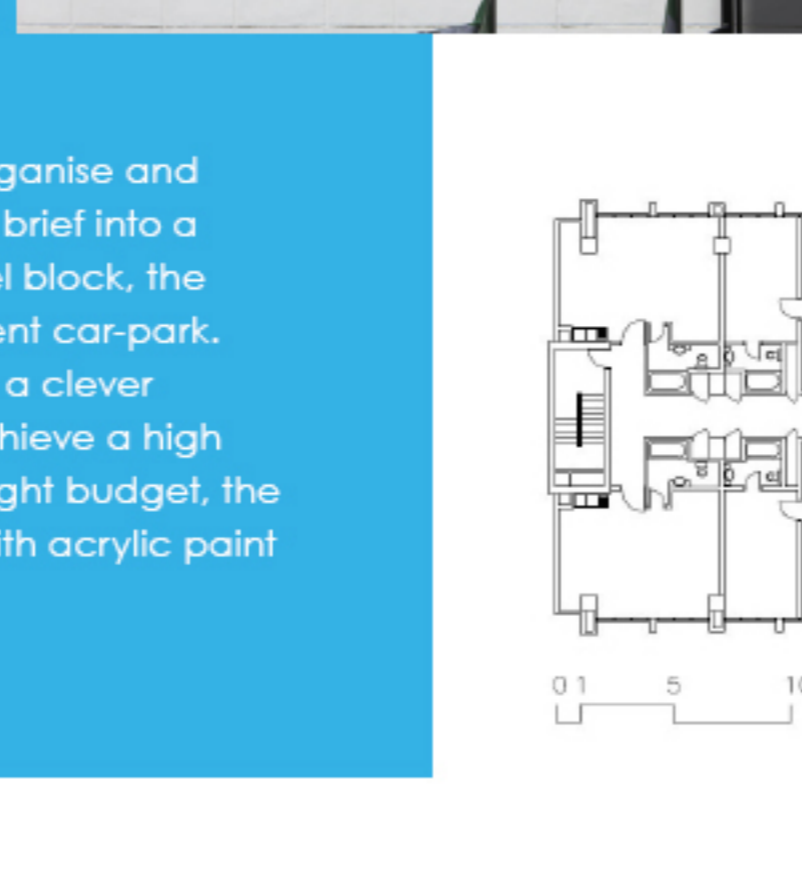 ganise and
brief into a
l block, the
ent car-park.
a clever
hieve a high
ght budget, the
ith acrylic paint
0 1 5 10